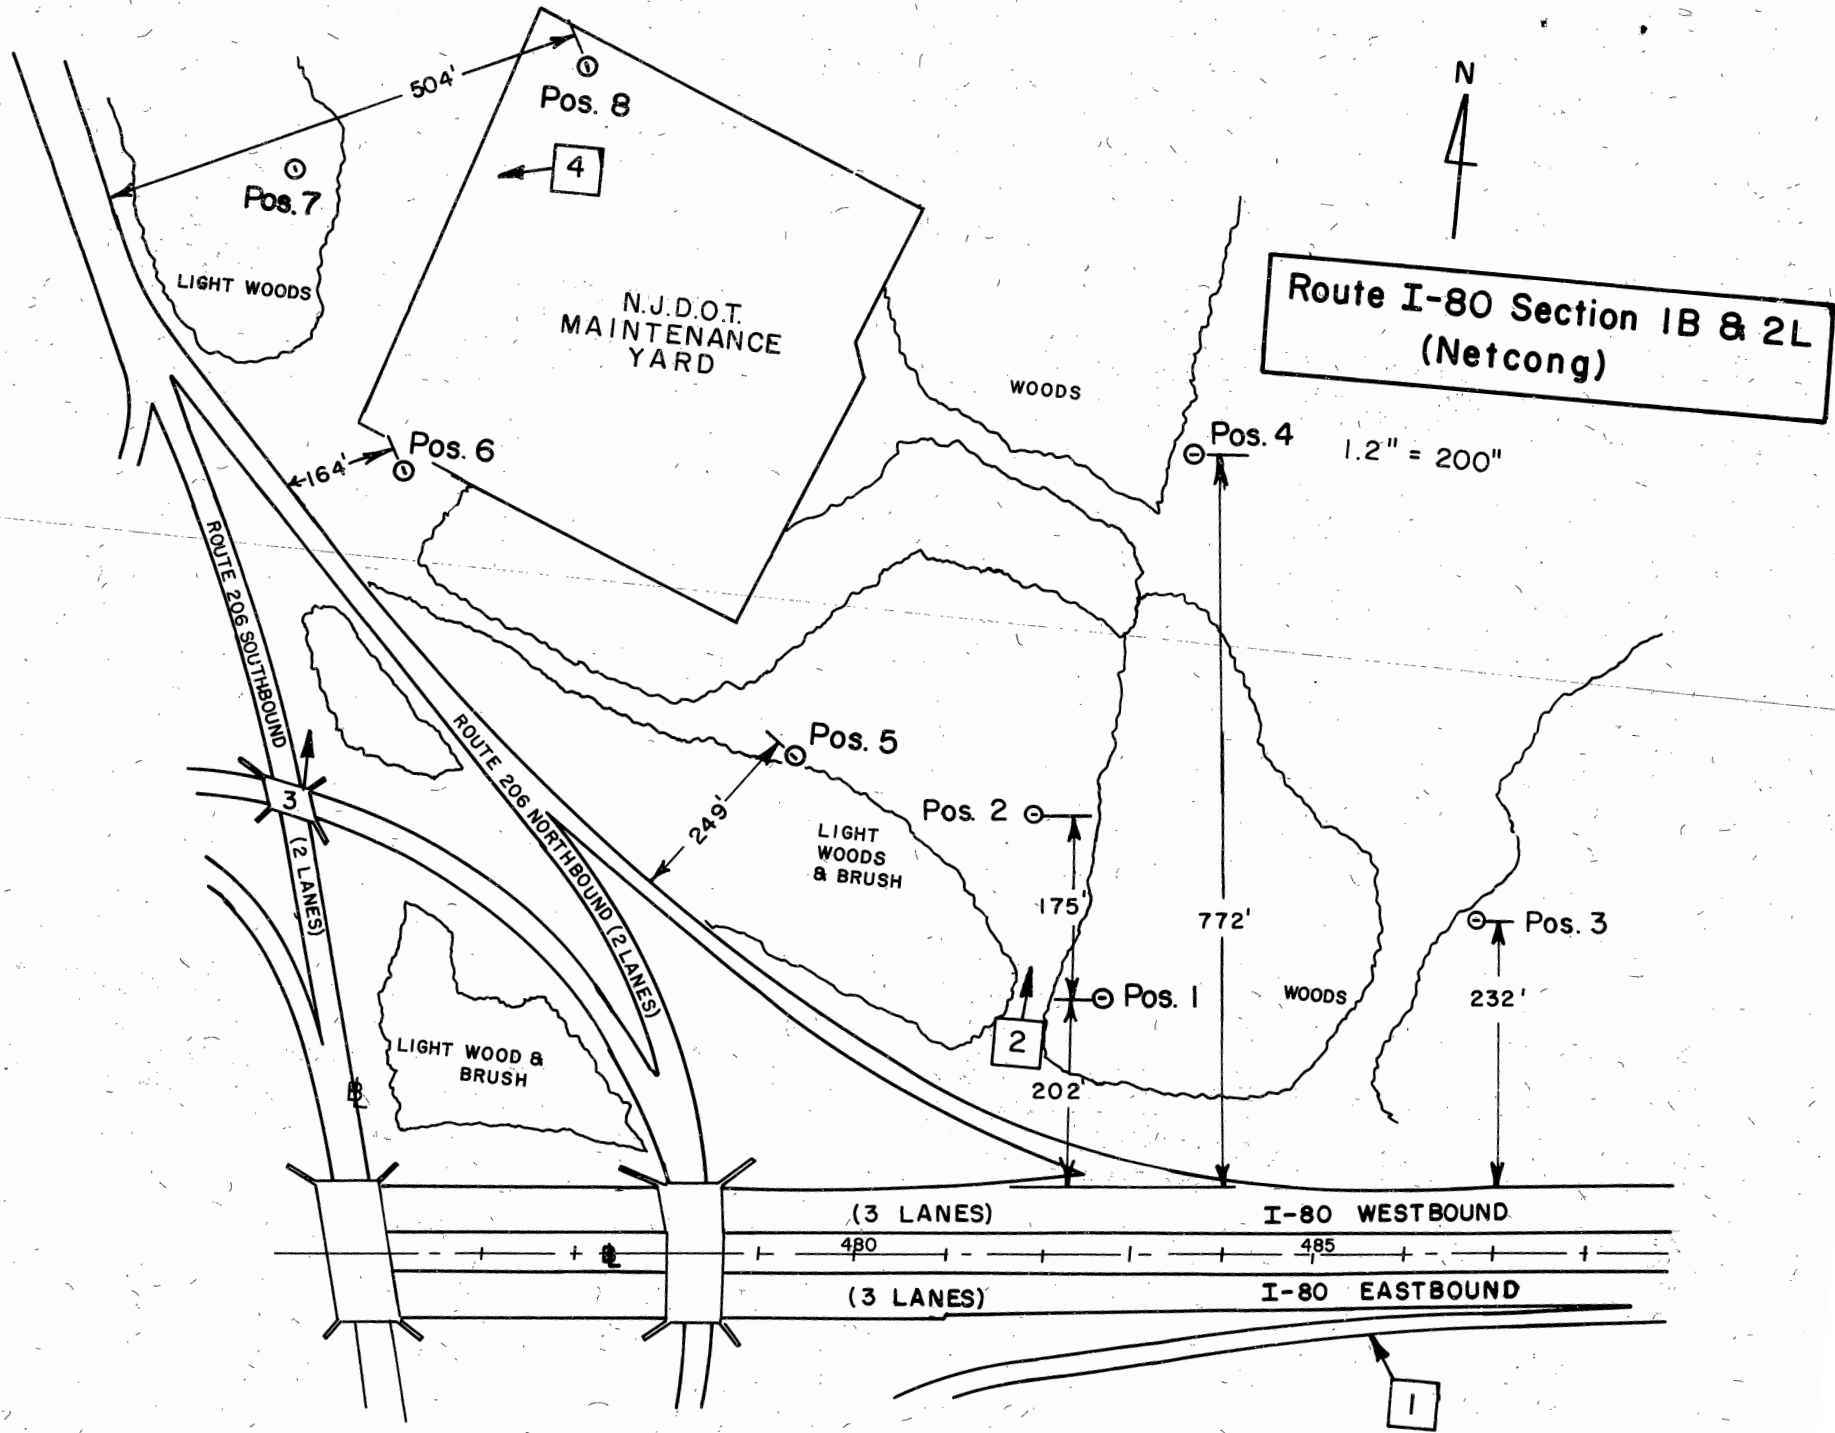 504'
Pos. 8
N
4
Pos. 7
LIGHT WOODS
N.J.D.O.T.
MAINTENANCE
YARD
Route I-80 Section 1B & 2L
(Netcong)
WOODS
Pos. 4
1.2" = 200"
Pos. 6
164'
ROUTE 206 SOUTHBOUND
(2 LANES)
ROUTE 206 NORTHBOUND (2 LANES)
Pos. 5
249'
3
Pos. 2
LIGHT
WOODS
& BRUSH
175'
772'
Pos. 3
Pos. 1
WOODS
232'
2
202'
LIGHT WOOD &
BRUSH
BL
(3 LANES)
I-80 WESTBOUND
480
485
BL
(3 LANES)
I-80 EASTBOUND
1